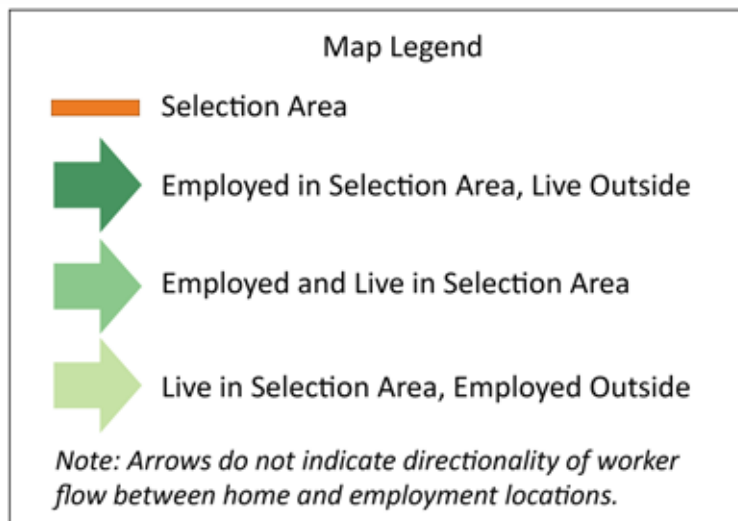 Map Legend
Selection Area
Employed in Selection Area, Live Outside
Employed and Live in Selection Area
Live in Selection Area, Employed Outside
Note: Arrows do not indicate directionality of worker
flow between home and employment locations.